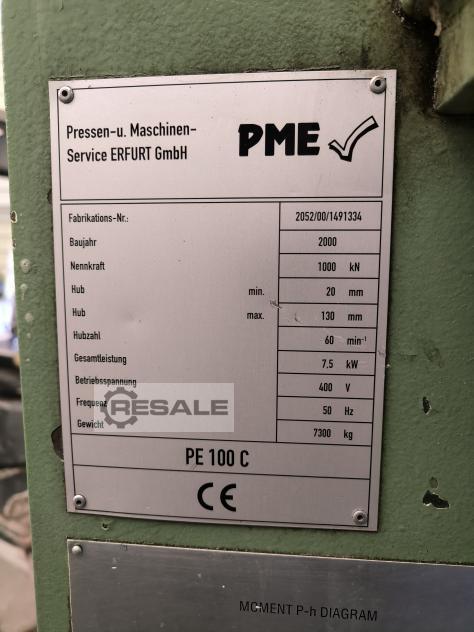 Pressen-u. Maschinen-
Service ERFURT GmbH
PME
Fabrikations-Nr.: 2052/00/1491334
Baujahr 2000
Nennkraft 1000 kN
Hub min. 20 mm
Hub max. 130 mm
Hubzahl 60 min⁻¹
Gesamtleistung 7,5 kW
Betriebsspannung 400 V
Frequenz 50 Hz
Gewicht 7300 kg
RESALE
PE 100 C
CE
MOMENT P-h DIAGRAM